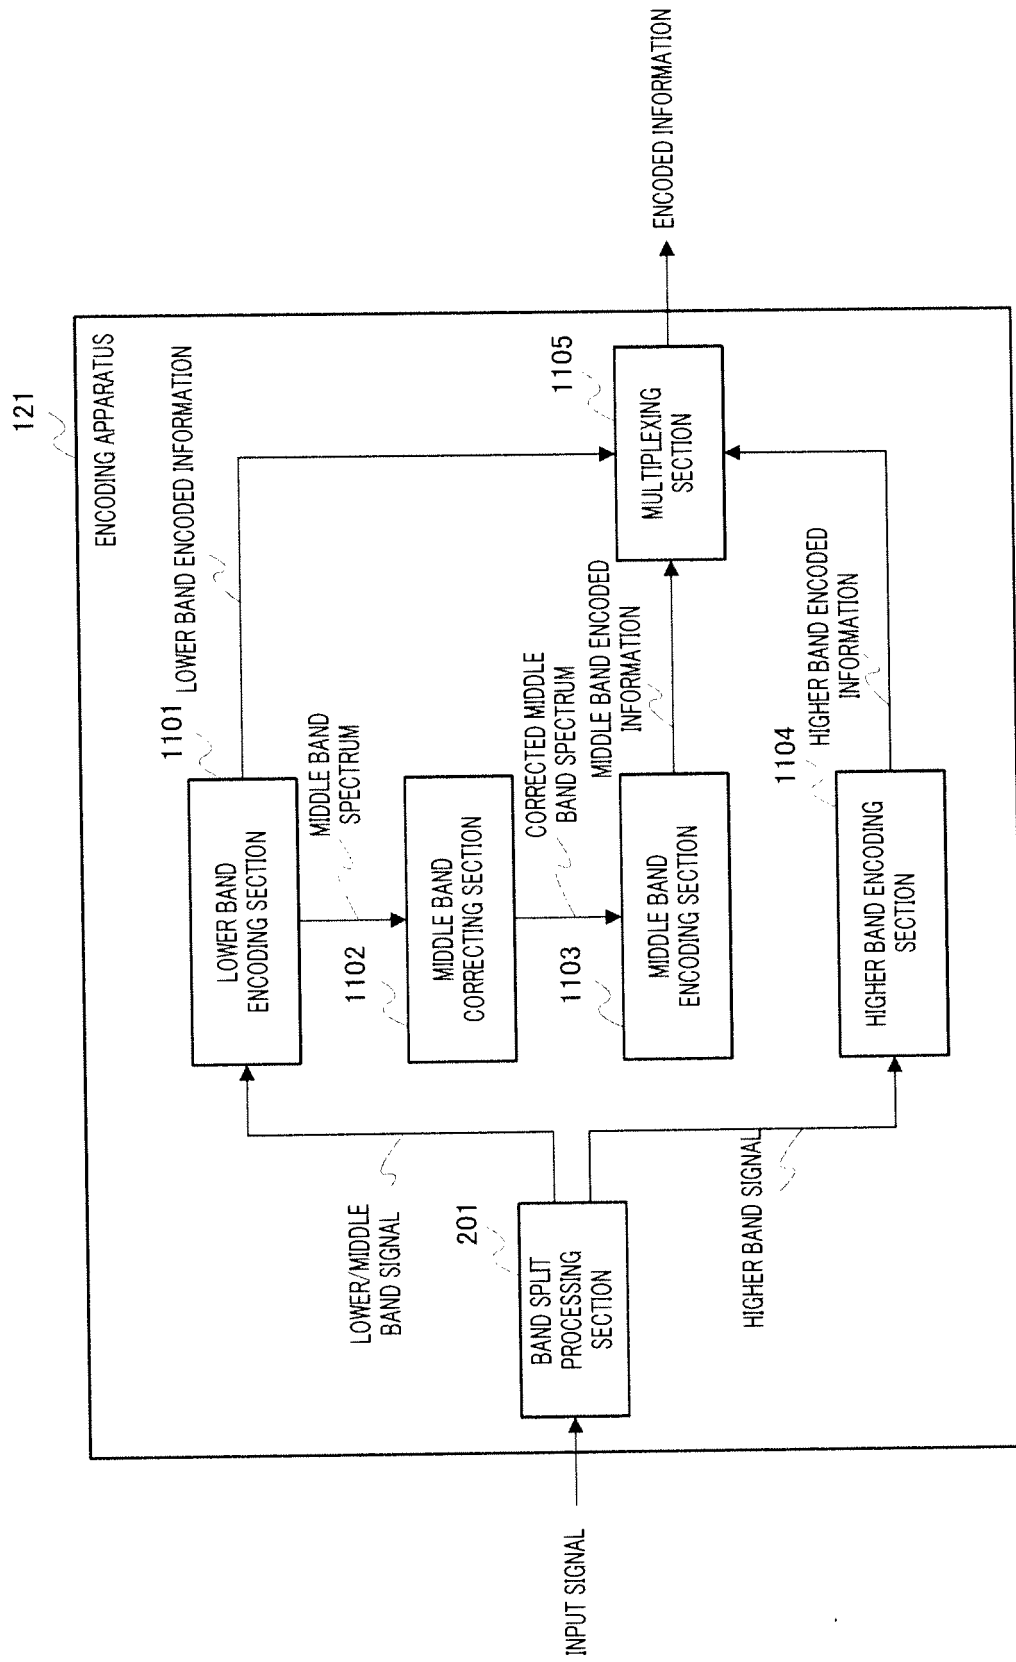 121
ENCODING APPARATUS
INPUT SIGNAL
201
BAND SPLIT
PROCESSING
SECTION
LOWER/MIDDLE
BAND SIGNAL
HIGHER BAND SIGNAL
1101
LOWER BAND
ENCODING SECTION
LOWER BAND ENCODED INFORMATION
MIDDLE BAND
SPECTRUM
1102
MIDDLE BAND
CORRECTING SECTION
CORRECTED MIDDLE
BAND SPECTRUM
1103
MIDDLE BAND
ENCODING SECTION
MIDDLE BAND ENCODED
INFORMATION
1104
HIGHER BAND ENCODING
SECTION
HIGHER BAND ENCODED
INFORMATION
1105
MULTIPLEXING
SECTION
ENCODED INFORMATION